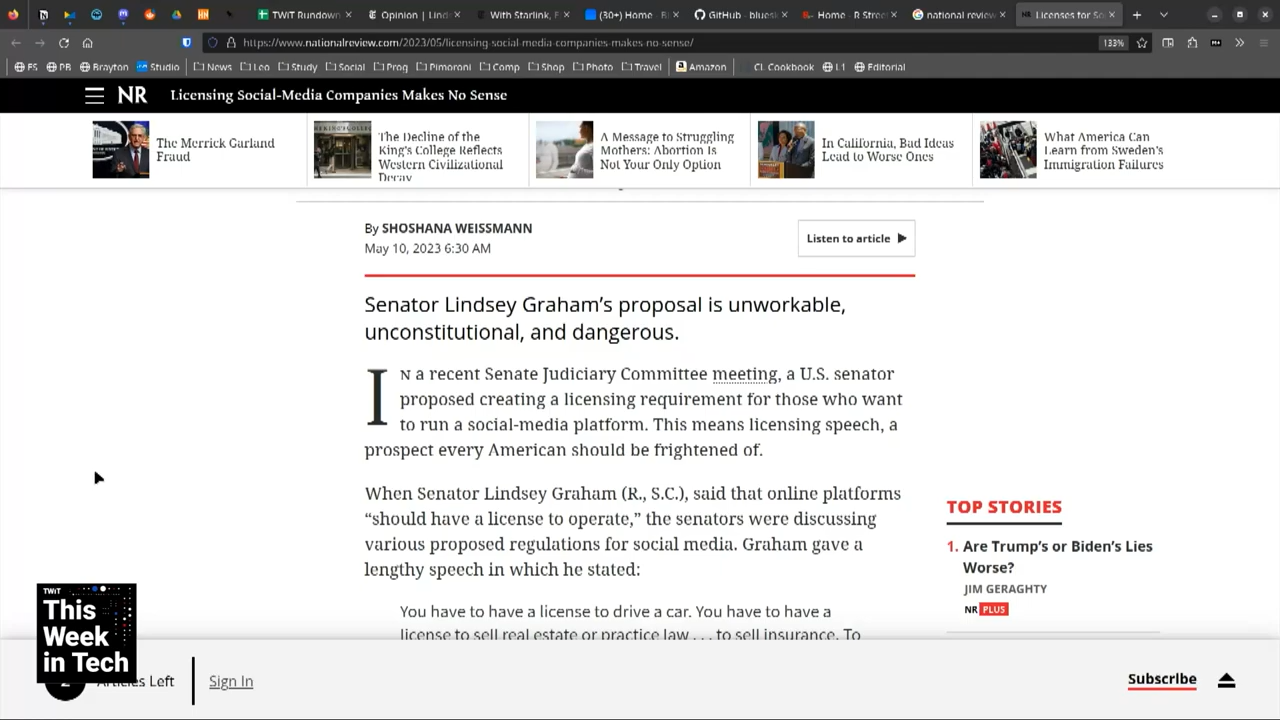 TWiT Rundown
Opinion | Lind
With Starlink, E
(30+) Home - Bl
GitHub - bluesk
Home - R Street
national review
Licenses for So
https://www.nationalreview.com/2023/05/licensing-social-media-companies-makes-no-sense/
133%
FS
PB
Brayton
Studio
News
Leo
Study
Social
Prog
Pimoroni
Comp
Shop
Photo
Travel
Amazon
CL Cookbook
L1
Editorial
NR
Licensing Social-Media Companies Makes No Sense
The Merrick Garland
Fraud
The Decline of the
King's College Reflects
Western Civilizational
Decay
A Message to Struggling
Mothers: Abortion Is
Not Your Only Option
In California, Bad Ideas
Lead to Worse Ones
What America Can
Learn from Sweden's
Immigration Failures
By SHOSHANA WEISSMANN
May 10, 2023 6:30 AM
Listen to article
Senator Lindsey Graham’s proposal is unworkable,
unconstitutional, and dangerous.
IN a recent Senate Judiciary Committee meeting, a U.S. senator
proposed creating a licensing requirement for those who want
to run a social-media platform. This means licensing speech, a
prospect every American should be frightened of.
When Senator Lindsey Graham (R., S.C.), said that online platforms
“should have a license to operate,” the senators were discussing
various proposed regulations for social media. Graham gave a
lengthy speech in which he stated:
You have to have a license to drive a car. You have to have a
license to sell real estate or practice law . . . to sell insurance. To
TOP STORIES
1. Are Trump’s or Biden’s Lies
Worse?
JIM GERAGHTY
NR PLUS
TWiT
This
Week
in Tech
Articles Left
Sign In
Subscribe